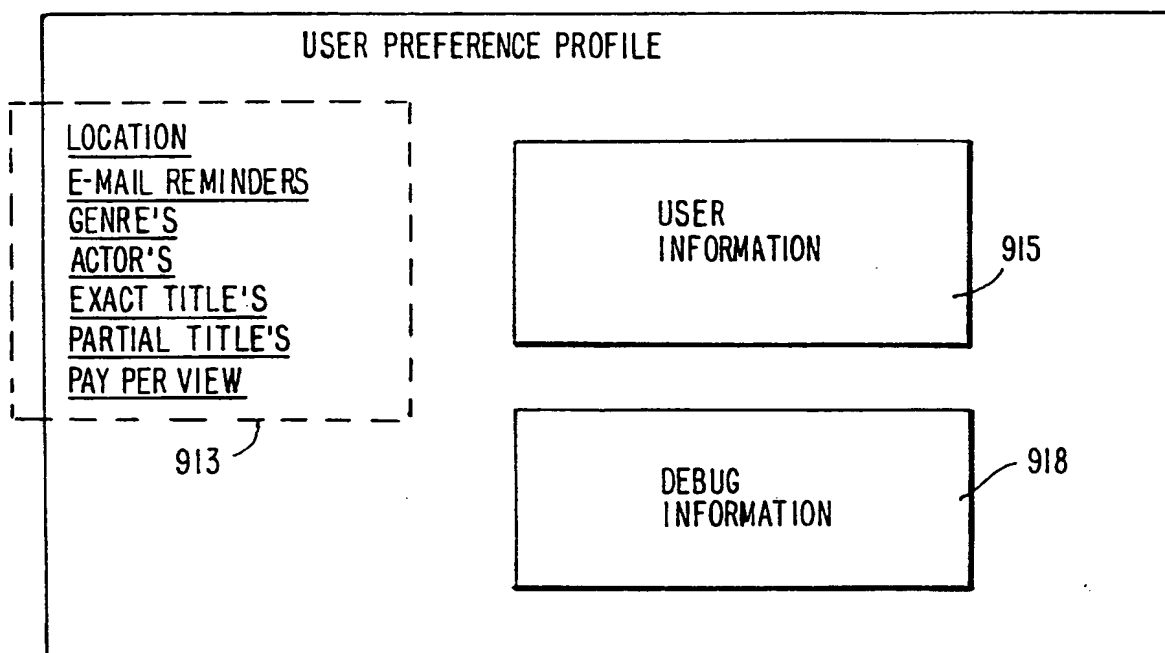 USER PREFERENCE PROFILE
LOCATION
E-MAIL REMINDERS
GENRE'S
ACTOR'S
EXACT TITLE'S
PARTIAL TITLE'S
PAY PER VIEW
913
USER
INFORMATION
915
DEBUG
INFORMATION
918